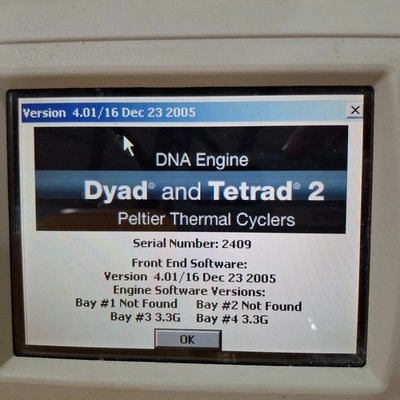 Version 4.01/16 Dec 23 2005
DNA Engine
Dyad® and Tetrad® 2
Peltier Thermal Cyclers
Serial Number: 2409
Front End Software:
Version 4.01/16 Dec 23 2005
Engine Software Versions:
Bay #1 Not Found Bay #2 Not Found
Bay #3 3.3G Bay #4 3.3G
OK